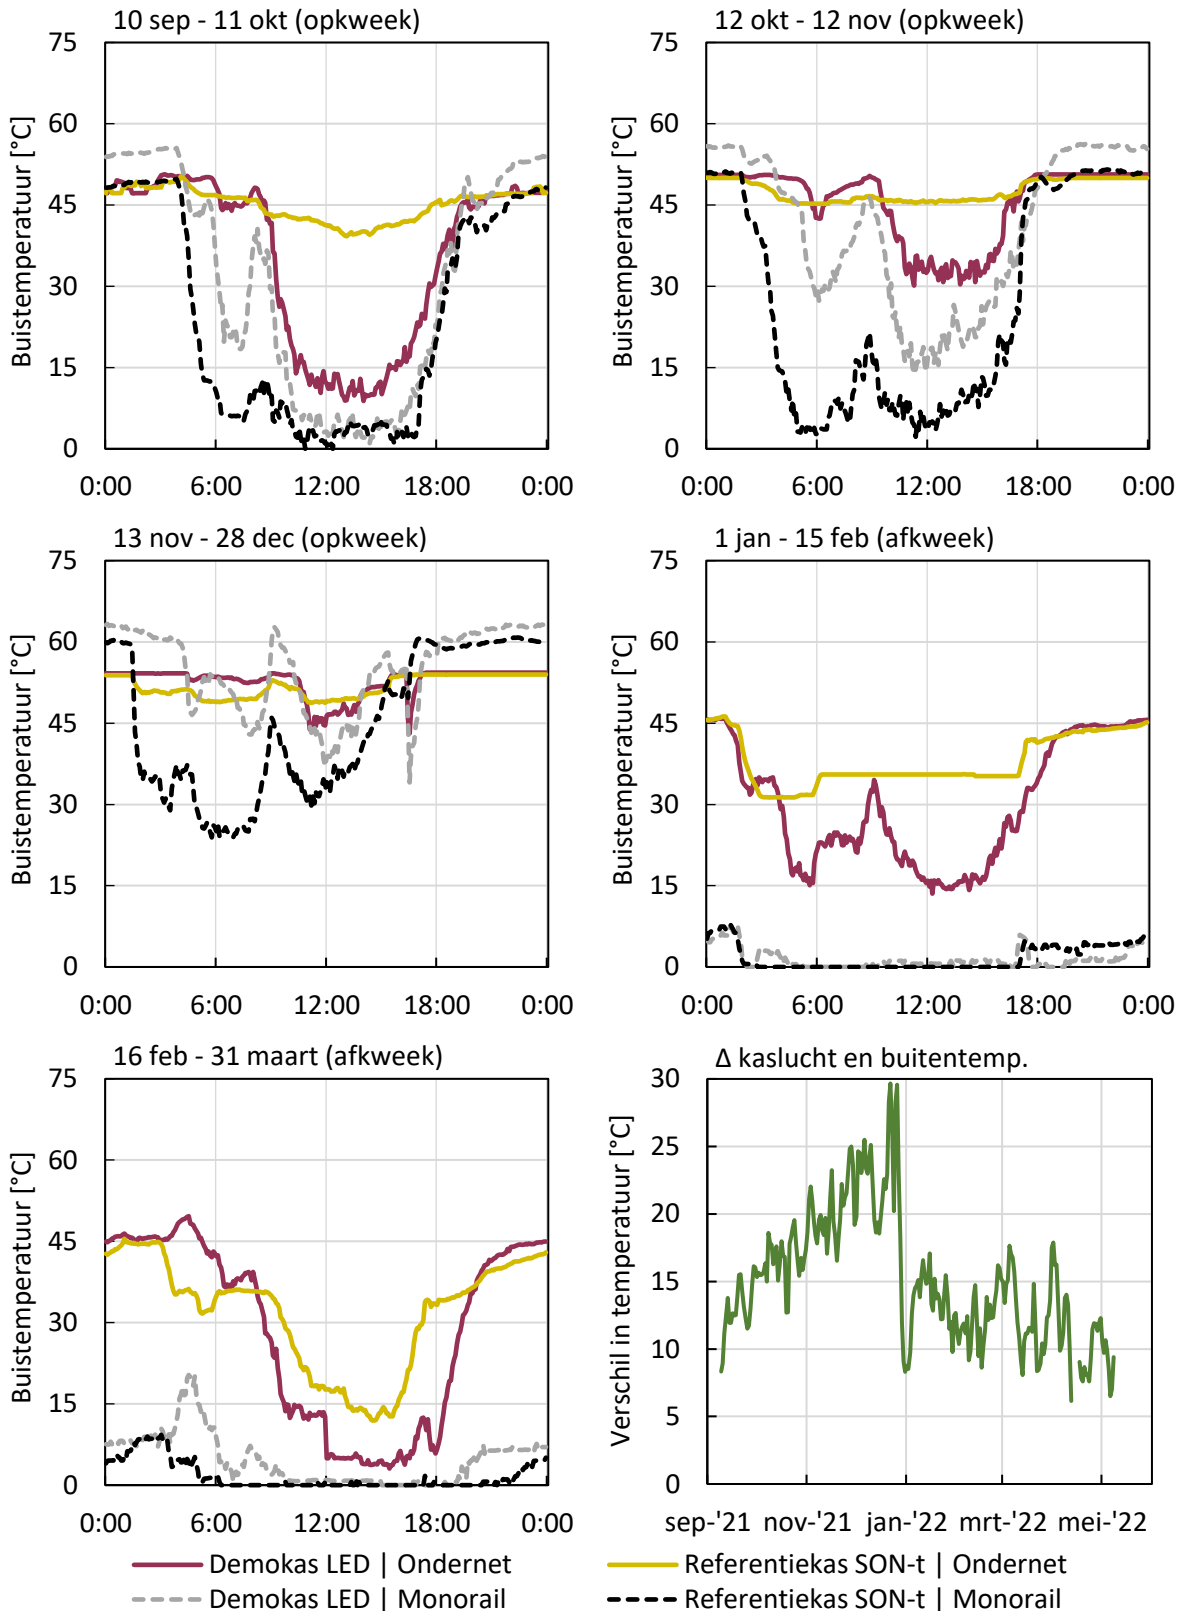 10 sep - 11 okt (opkweek)
Buistemperatuur [°C]
75
60
45
30
15
0
0:00 6:00 12:00 18:00 0:00
12 okt - 12 nov (opkweek)
Buistemperatuur [°C]
75
60
45
30
15
0
0:00 6:00 12:00 18:00 0:00
13 nov - 28 dec (opkweek)
Buistemperatuur [°C]
75
60
45
30
15
0
0:00 6:00 12:00 18:00 0:00
1 jan - 15 feb (afkweek)
Buistemperatuur [°C]
75
60
45
30
15
0
0:00 6:00 12:00 18:00 0:00
16 feb - 31 maart (afkweek)
Buistemperatuur [°C]
75
60
45
30
15
0
0:00 6:00 12:00 18:00 0:00
Δ kaslucht en buitentemp.
Verschil in temperatuur [°C]
30
25
20
15
10
5
0
sep-'21 nov-'21 jan-'22 mrt-'22 mei-'22
Demokas LED | Ondernet
Referentiekas SON-t | Ondernet
Demokas LED | Monorail
Referentiekas SON-t | Monorail